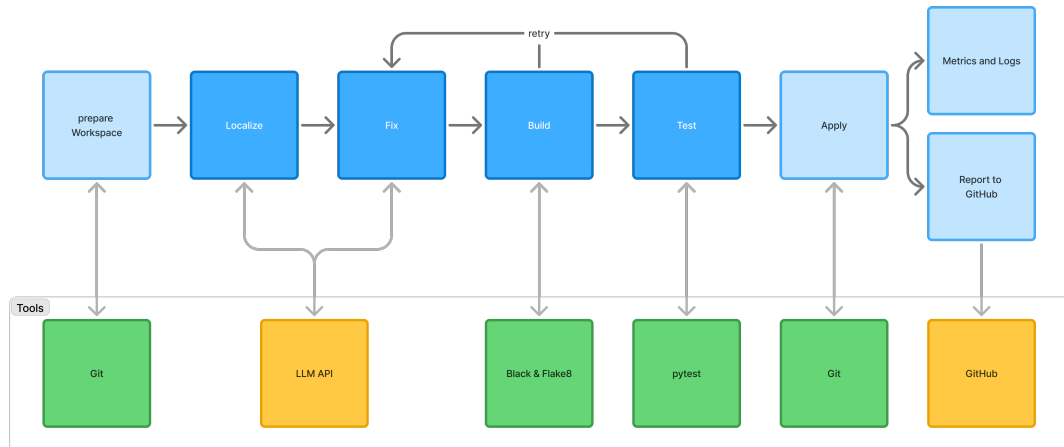 retry
Metrics and Logs
prepare
Workspace
Localize
Fix
Build
Test
Apply
Report to
GitHub
Tools
Git
LLM API
Black & Flake8
pytest
Git
GitHub